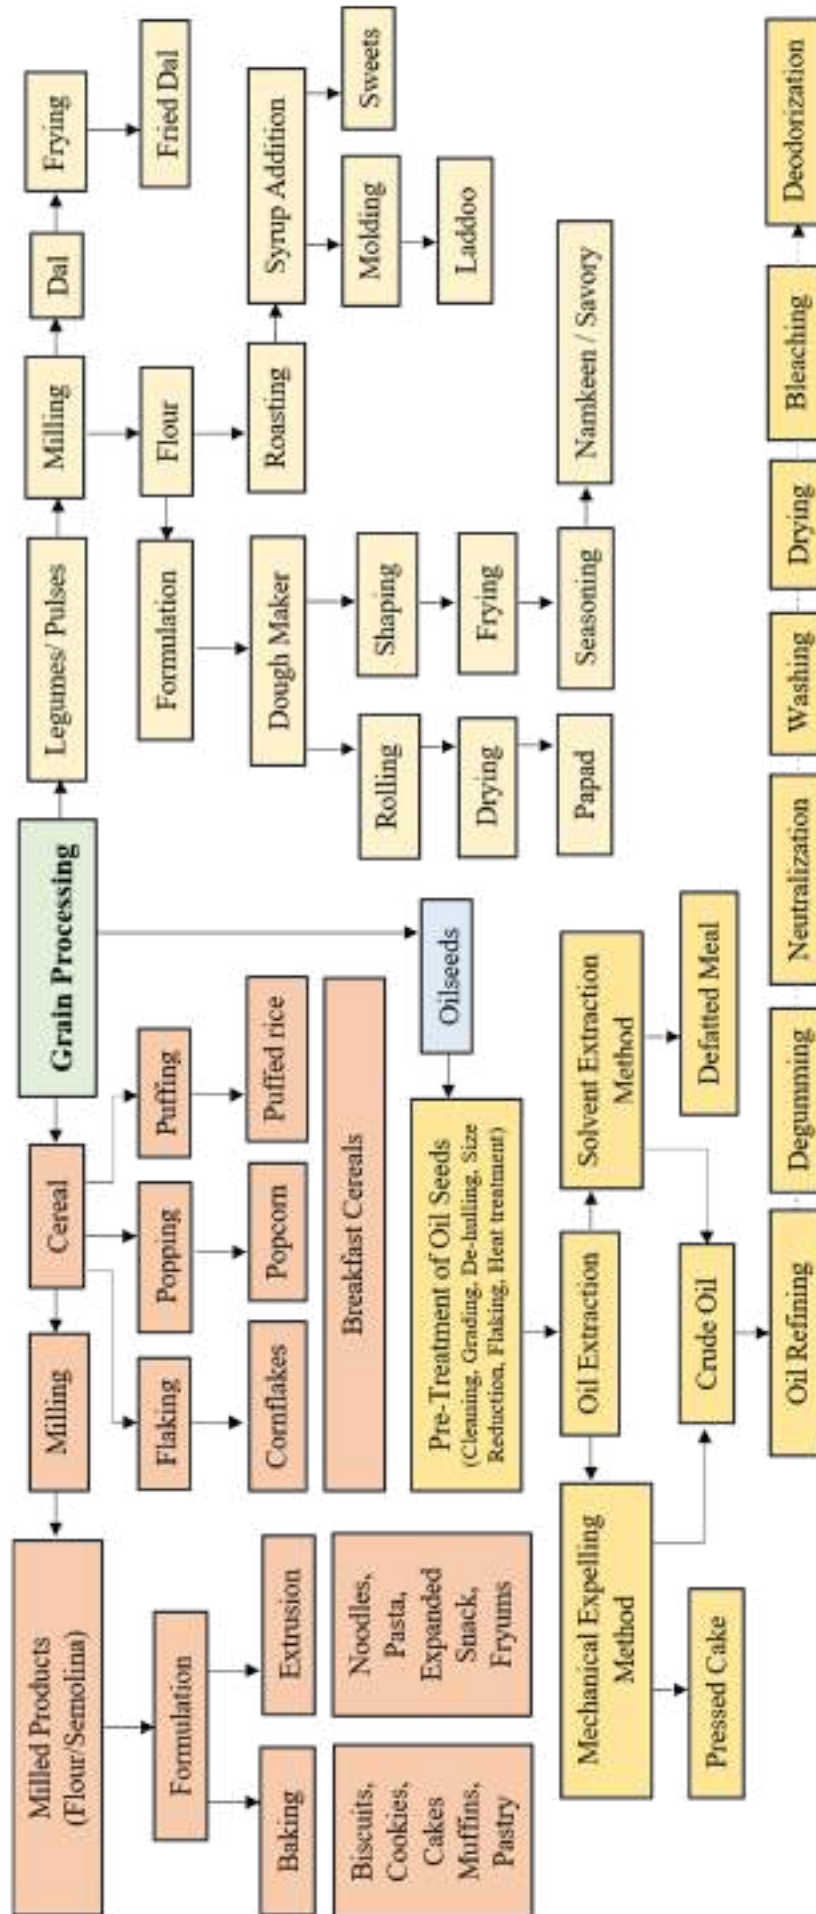 Grain Processing
Cereal
Milling
Milled Products
(Flour/Semolina)
Formulation
Baking
Extrusion
Biscuits,
Cookies,
Cakes
Muffins,
Pastry
Noodles,
Pasta,
Expanded
Snack,
Fryums
Flaking
Popping
Puffing
Cornflakes
Popcorn
Puffed rice
Breakfast Cereals
Legumes/ Pulses
Milling
Dal
Frying
Fried Dal
Flour
Formulation
Roasting
Syrup Addition
Sweets
Molding
Laddoo
Dough Maker
Rolling
Shaping
Drying
Frying
Papad
Seasoning
Namkeen / Savory
Oilseeds
Pre-Treatment of Oil Seeds
(Cleaning, Grading, De-hulling, Size
Reduction, Flaking, Heat treatment)
Oil Extraction
Mechanical Expelling
Method
Solvent Extraction
Method
Pressed Cake
Crude Oil
Defatted Meal
Oil Refining
Degumming
Neutralization
Washing
Drying
Bleaching
Deodorization